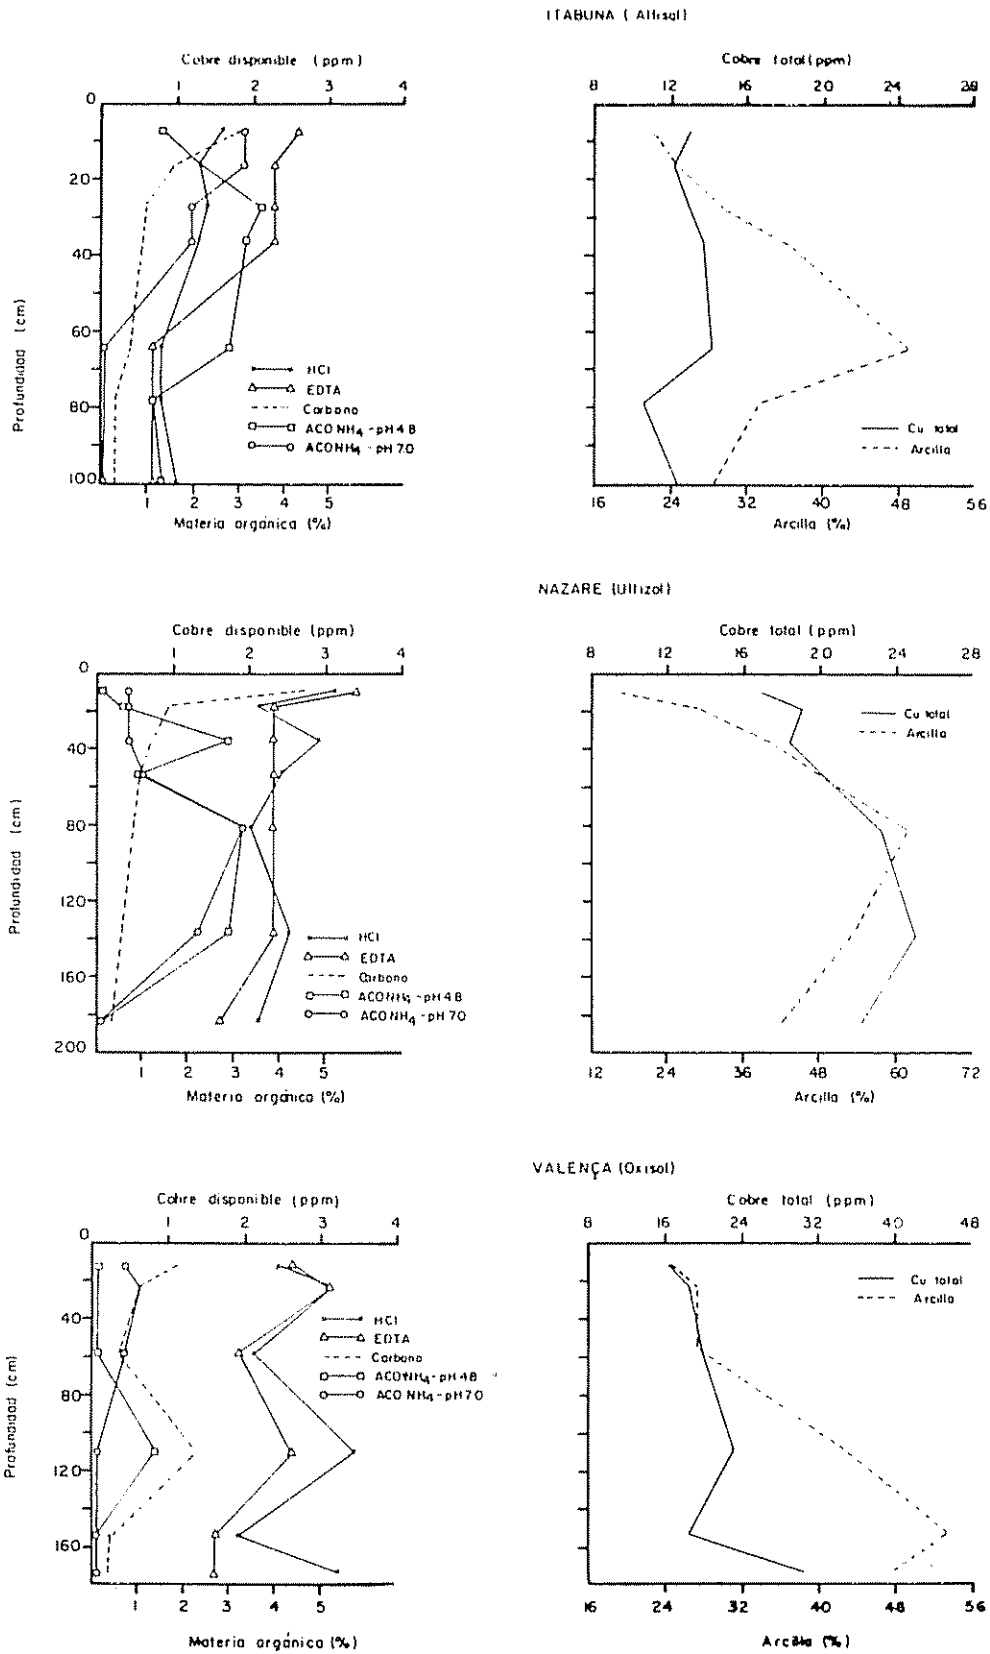 ITABUNA ( Alfisol)
Cobre disponible (ppm)
0 1 2 3 4
Cobre total (ppm)
8 12 16 20 24 28
Profundidad (cm)
20
40
60
80
100
HCl
EDTA
Carbono
ACONH4 - pH 4.8
ACONH4 - pH 7.0
1 2 3 4 5
Materia orgánica (%)
Cu total
Arcilla
16 24 32 40 48 56
Arcilla (%)
NAZARE (Ultizol)
Cobre disponible (ppm)
0 1 2 3 4
Cobre total (ppm)
8 12 16 20 24 28
Profundidad (cm)
40
80
120
160
200
HCl
EDTA
Carbono
ACONH4 - pH 4.8
ACONH4 - pH 7.0
1 2 3 4 5
Materia orgánica (%)
Cu total
Arcilla
12 24 36 48 60 72
Arcilla (%)
VALENÇA (Oxisol)
Cobre disponible (ppm)
0 1 2 3 4
Cobre total (ppm)
8 16 24 32 40 48
Profundidad (cm)
40
80
120
160
HCl
EDTA
Carbono
ACONH4 - pH 4.8
ACONH4 - pH 7.0
1 2 3 4 5
Materia orgánica (%)
Cu total
Arcilla
16 24 32 40 48 56
Arcilla (%)